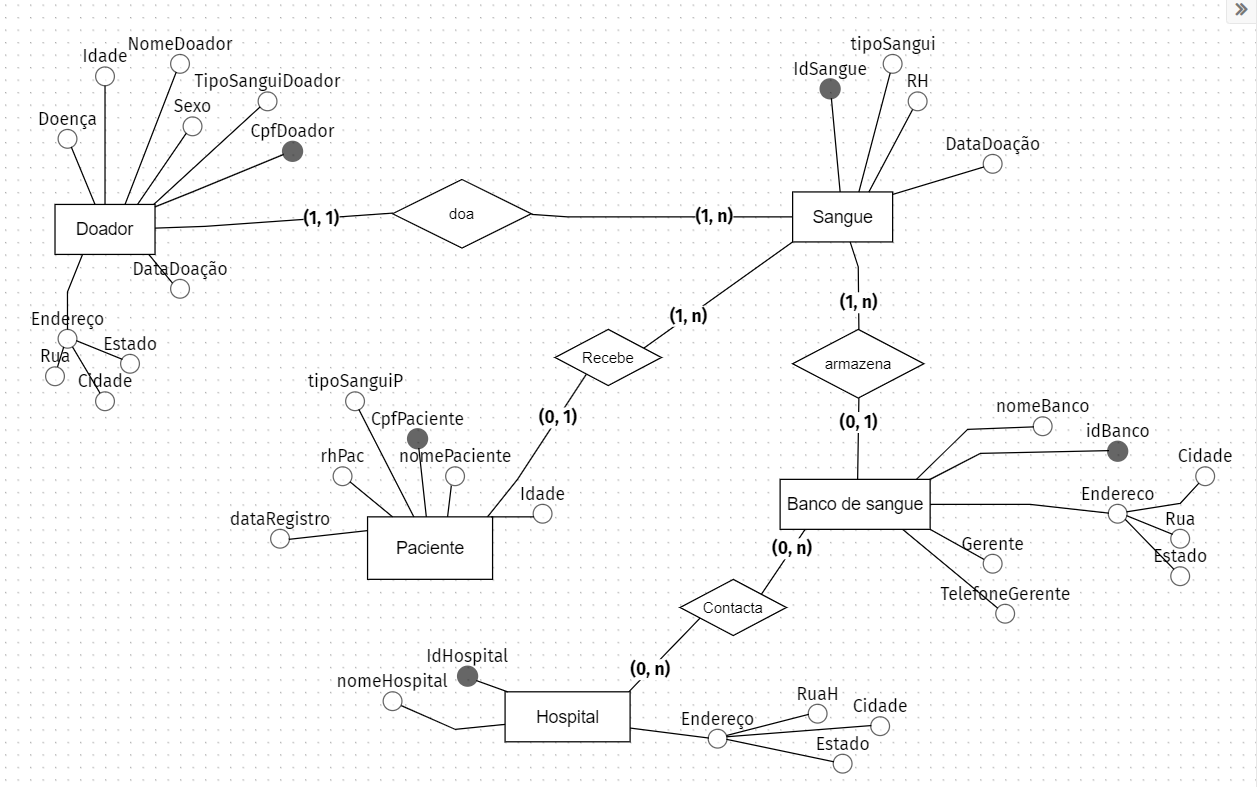 tipoSangui
NomeDoador
Idade
IdSangue
TipoSanguiDoador
RH
Sexo
Doença
CpfDoador
DataDoação
Doador
(1, 1)
doa
(1, n)
Sangue
DataDoação
Endereço
Rua
Estado
Cidade
(1, n)
(1, n)
Recebe
armazena
tipoSanguiP
CpfPaciente
(0, 1)
(0, 1)
nomeBanco
idBanco
rhPac
nomePaciente
Cidade
Idade
Endereco
dataRegistro
Banco de sangue
Rua
Paciente
(0, n)
Gerente
Estado
TelefoneGerente
Contacta
IdHospital
(0, n)
nomeHospital
RuaH
Cidade
Hospital
Endereço
Estado